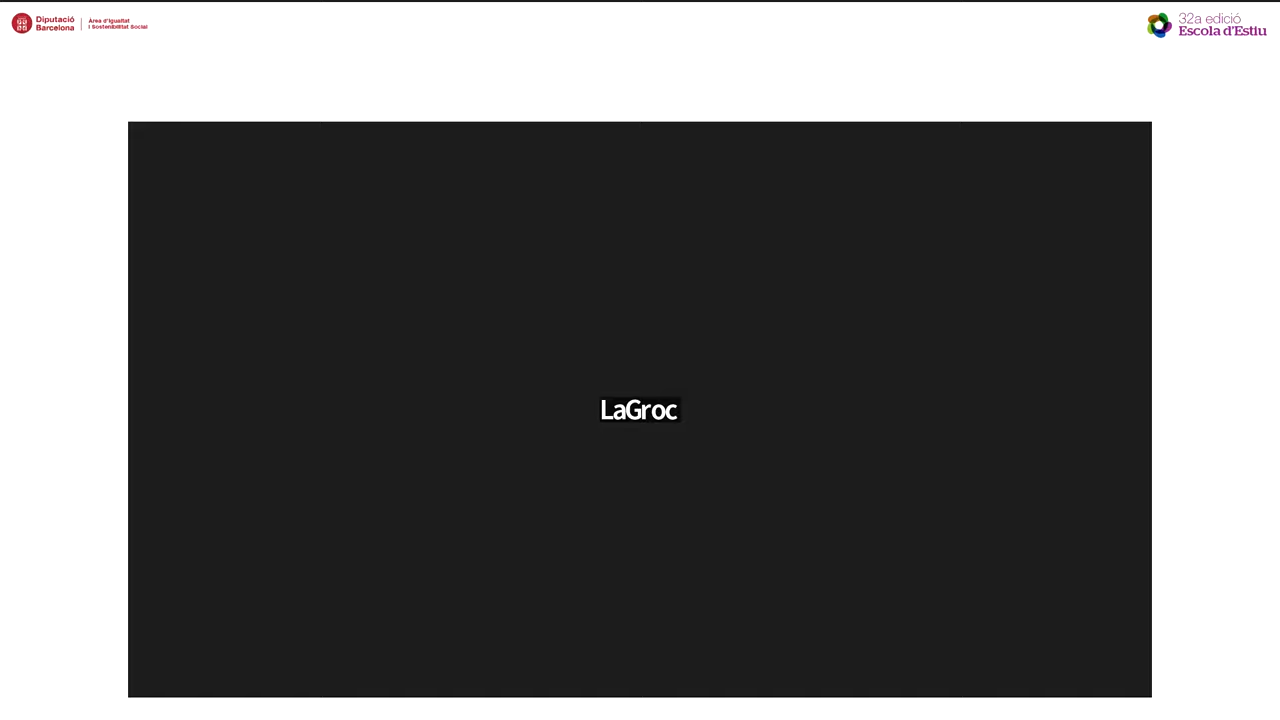 Diputació
Barcelona
Àrea d'Igualtat
i Sostenibilitat Social
32a edició
Escola d'Estiu
LaGroc